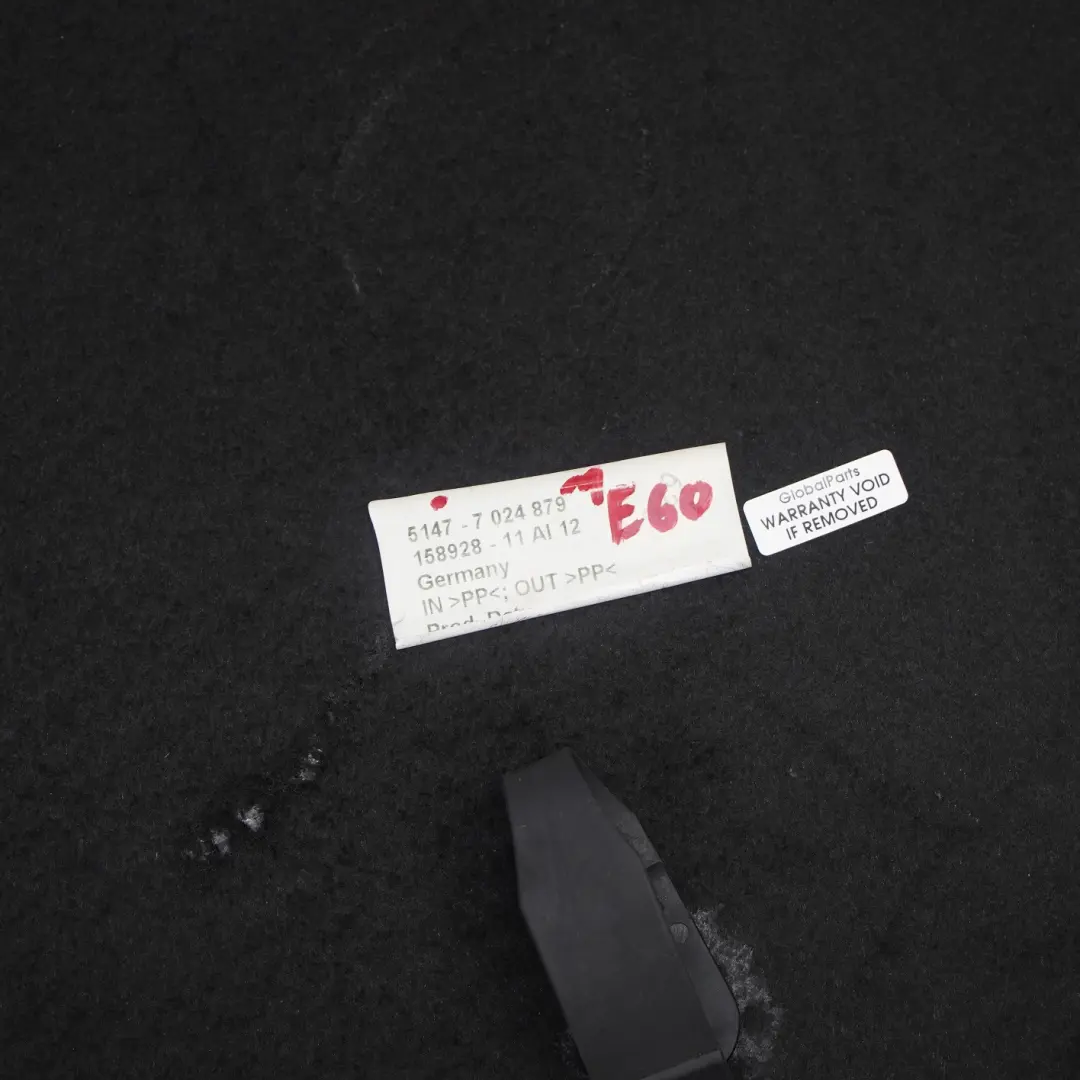 5147 - 7 024 879
158928 - 11 AI 12
Germany
IN >PP<; OUT >PP<
E60
GlobalParts
WARRANTY VOID
IF REMOVED